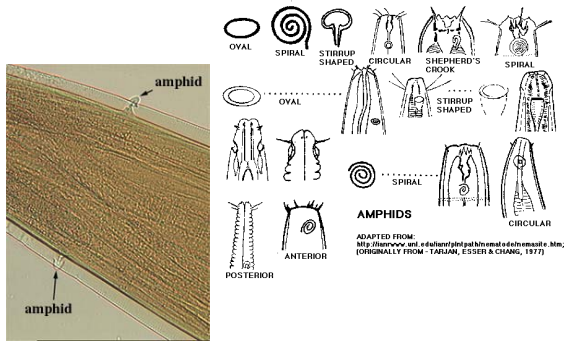 amphid
amphid
OVAL
SPIRAL
STIRRUP
SHAPED
CIRCULAR
SHEPHERD'S
CROOK
SPIRAL
OVAL
STIRRUP
SHAPED
SPIRAL
CIRCULAR
POSTERIOR
ANTERIOR
AMPHIDS
ADAPTED FROM:
http://ianrwww.unl.edu/ianr/plntpath/nematode/nemasite.htm;
(ORIGINALLY FROM - TARJAN, ESSER & CHANG, 1977)